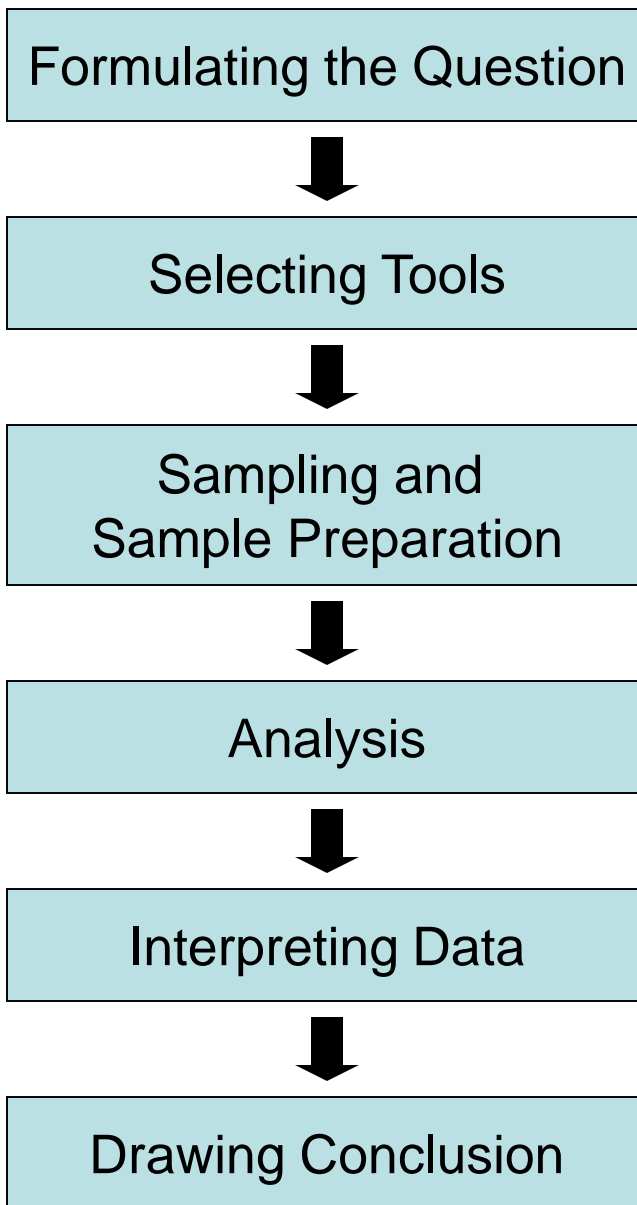 Formulating the Question
Selecting Tools
Sampling and
Sample Preparation
Analysis
Interpreting Data
Drawing Conclusion